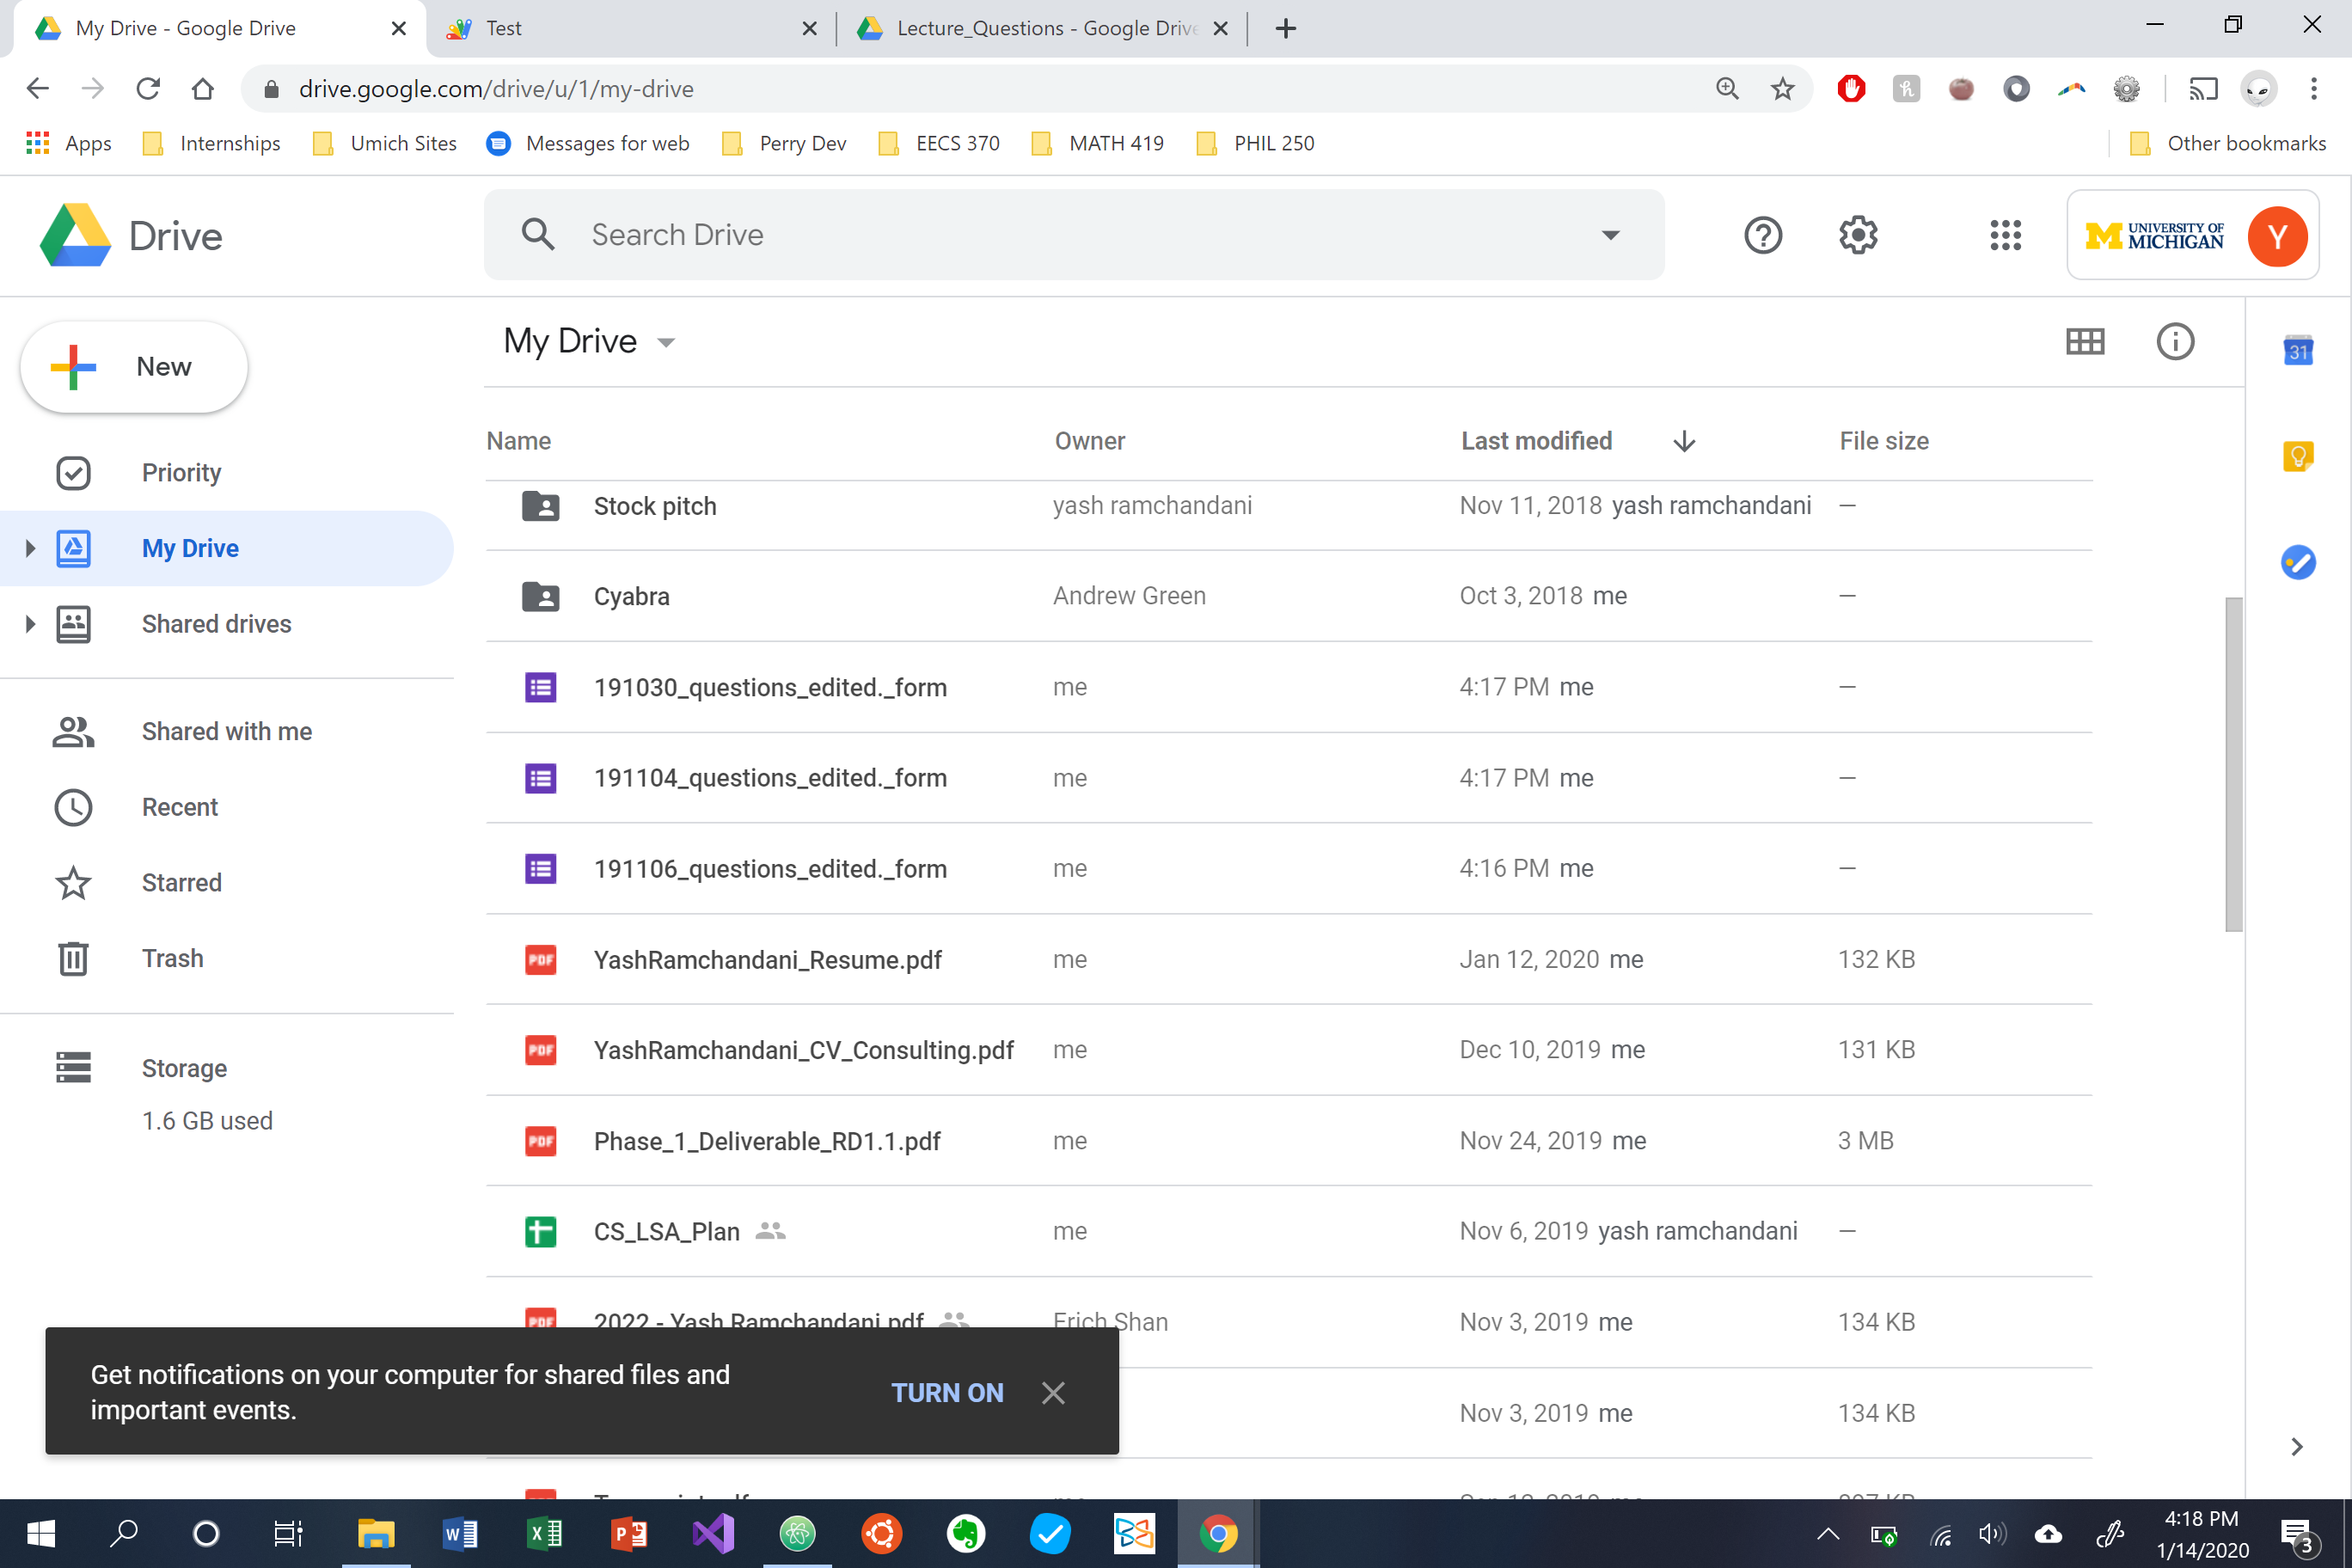 My Drive - Google Drive
Test
Lecture_Questions - Google Drive
drive.google.com/drive/u/1/my-drive
Apps Internships Umich Sites Messages for web Perry Dev EECS 370 MATH 419 PHIL 250 Other bookmarks
Drive
Search Drive
UNIVERSITY OF
MICHIGAN
Y
New
Priority
My Drive
Shared drives
Shared with me
Recent
Starred
Trash
Storage
1.6 GB used
My Drive
31
Name Owner Last modified File size
Stock pitch yash ramchandani Nov 11, 2018 yash ramchandani —
Cyabra Andrew Green Oct 3, 2018 me —
191030_questions_edited._form me 4:17 PM me —
191104_questions_edited._form me 4:17 PM me —
191106_questions_edited._form me 4:16 PM me —
PDF YashRamchandani_Resume.pdf me Jan 12, 2020 me 132 KB
PDF YashRamchandani_CV_Consulting.pdf me Dec 10, 2019 me 131 KB
PDF Phase_1_Deliverable_RD1.1.pdf me Nov 24, 2019 me 3 MB
CS_LSA_Plan me Nov 6, 2019 yash ramchandani —
PDF 2022 - Yash Ramchandani.pdf Erich Shan Nov 3, 2019 me 134 KB
Nov 3, 2019 me 134 KB
Get notifications on your computer for shared files and
important events.
TURN ON
4:18 PM
1/14/2020
3